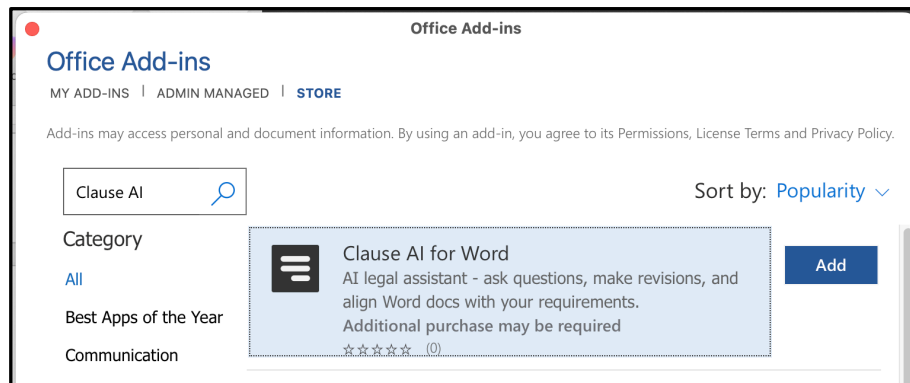 Office Add-ins
Office Add-ins
MY ADD-INS | ADMIN MANAGED | STORE
Add-ins may access personal and document information. By using an add-in, you agree to its Permissions, License Terms and Privacy Policy.
Clause AI
Sort by: Popularity
Category
All
Best Apps of the Year
Communication
Clause AI for Word
AI legal assistant - ask questions, make revisions, and
align Word docs with your requirements.
Additional purchase may be required
(0)
Add